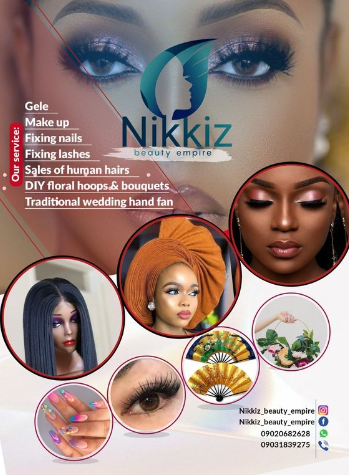 Nikkiz
beauty empire
Our service:
Gele
Make up
Fixing nails
Fixing lashes
Sales of human hairs
DIY floral hoops,& bouquets
Traditional wedding hand fan
Nikkiz_beauty_empire
Nikkiz_beauty_empire
09020682628
09031839275